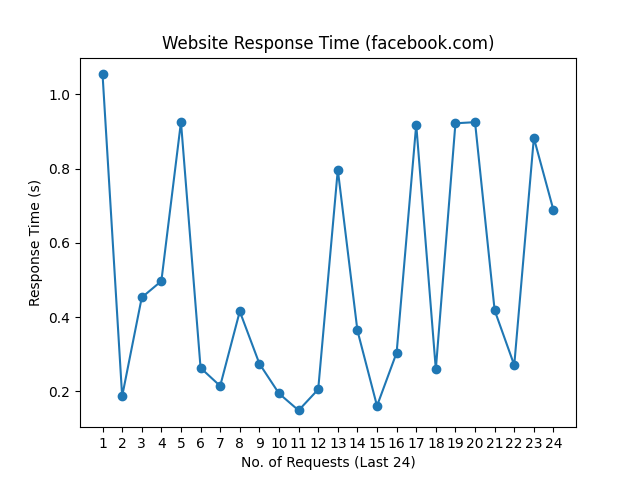 Website Response Time (facebook.com)
1.0
0.8
0.6
0.4
0.2
Response Time (s)
1 2 3 4 5 6 7 8 9 10 11 12 13 14 15 16 17 18 19 20 21 22 23 24
No. of Requests (Last 24)